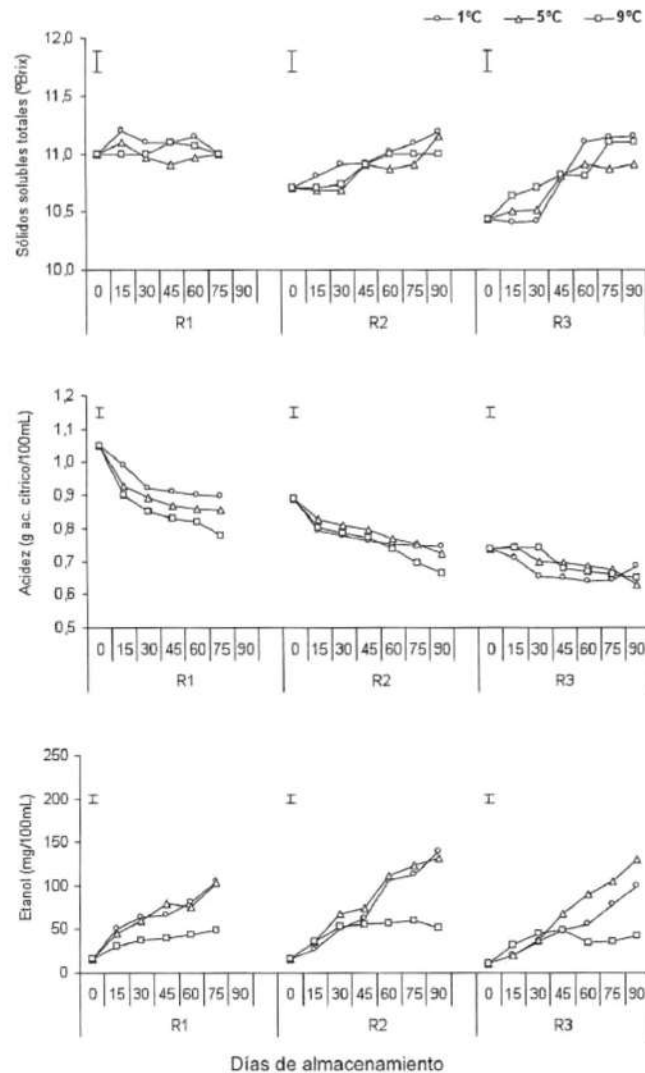 1ºC 5ºC 9ºC
Sólidos solubles totales (ºBrix)
12,0
11,5
11,0
10,5
10,0
0 15 30 45 60 75 90 0 15 30 45 60 75 90 0 15 30 45 60 75 90
R1 R2 R3
Acidez (g ac. cítrico/100mL)
1,2
1,1
1,0
0,9
0,8
0,7
0,6
0,5
0 15 30 45 60 75 90 0 15 30 45 60 75 90 0 15 30 45 60 75 90
R1 R2 R3
Etanol (mg/100mL)
250
200
150
100
50
0
0 15 30 45 60 75 90 0 15 30 45 60 75 90 0 15 30 45 60 75 90
R1 R2 R3
Días de almacenamiento